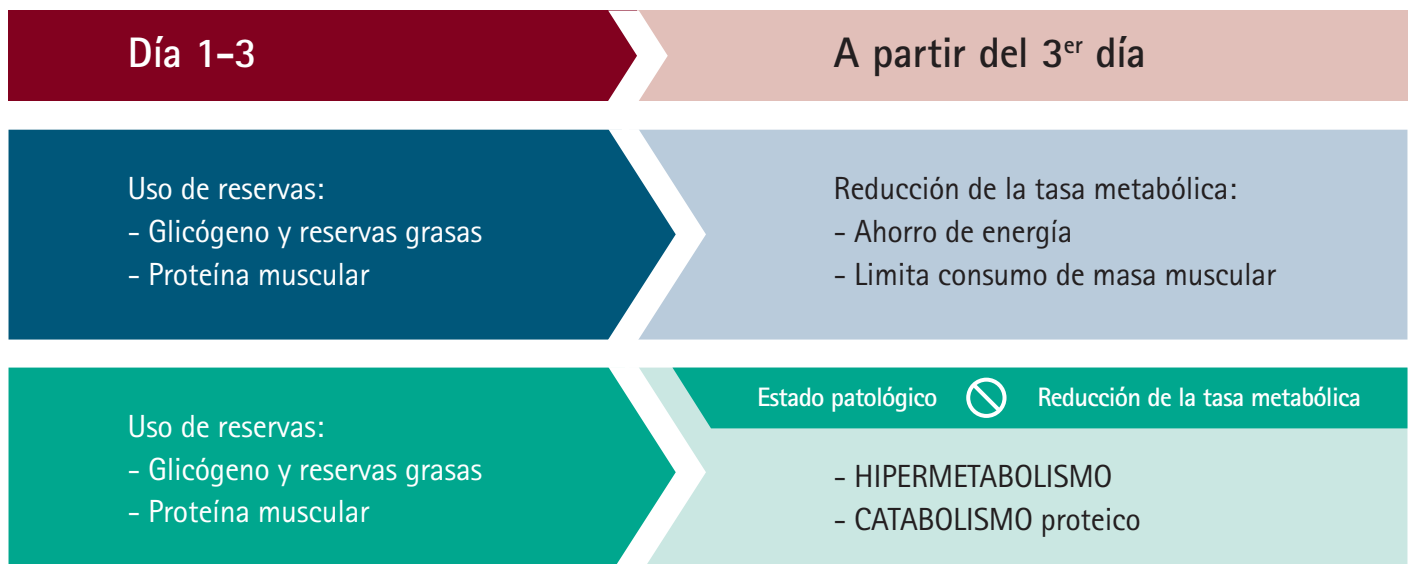 Día 1-3
A partir del 3er día
Uso de reservas:
- Glicógeno y reservas grasas
- Proteína muscular
Reducción de la tasa metabólica:
- Ahorro de energía
- Limita consumo de masa muscular
Uso de reservas:
- Glicógeno y reservas grasas
- Proteína muscular
Estado patológico Reducción de la tasa metabólica
- HIPERMETABOLISMO
- CATABOLISMO proteico